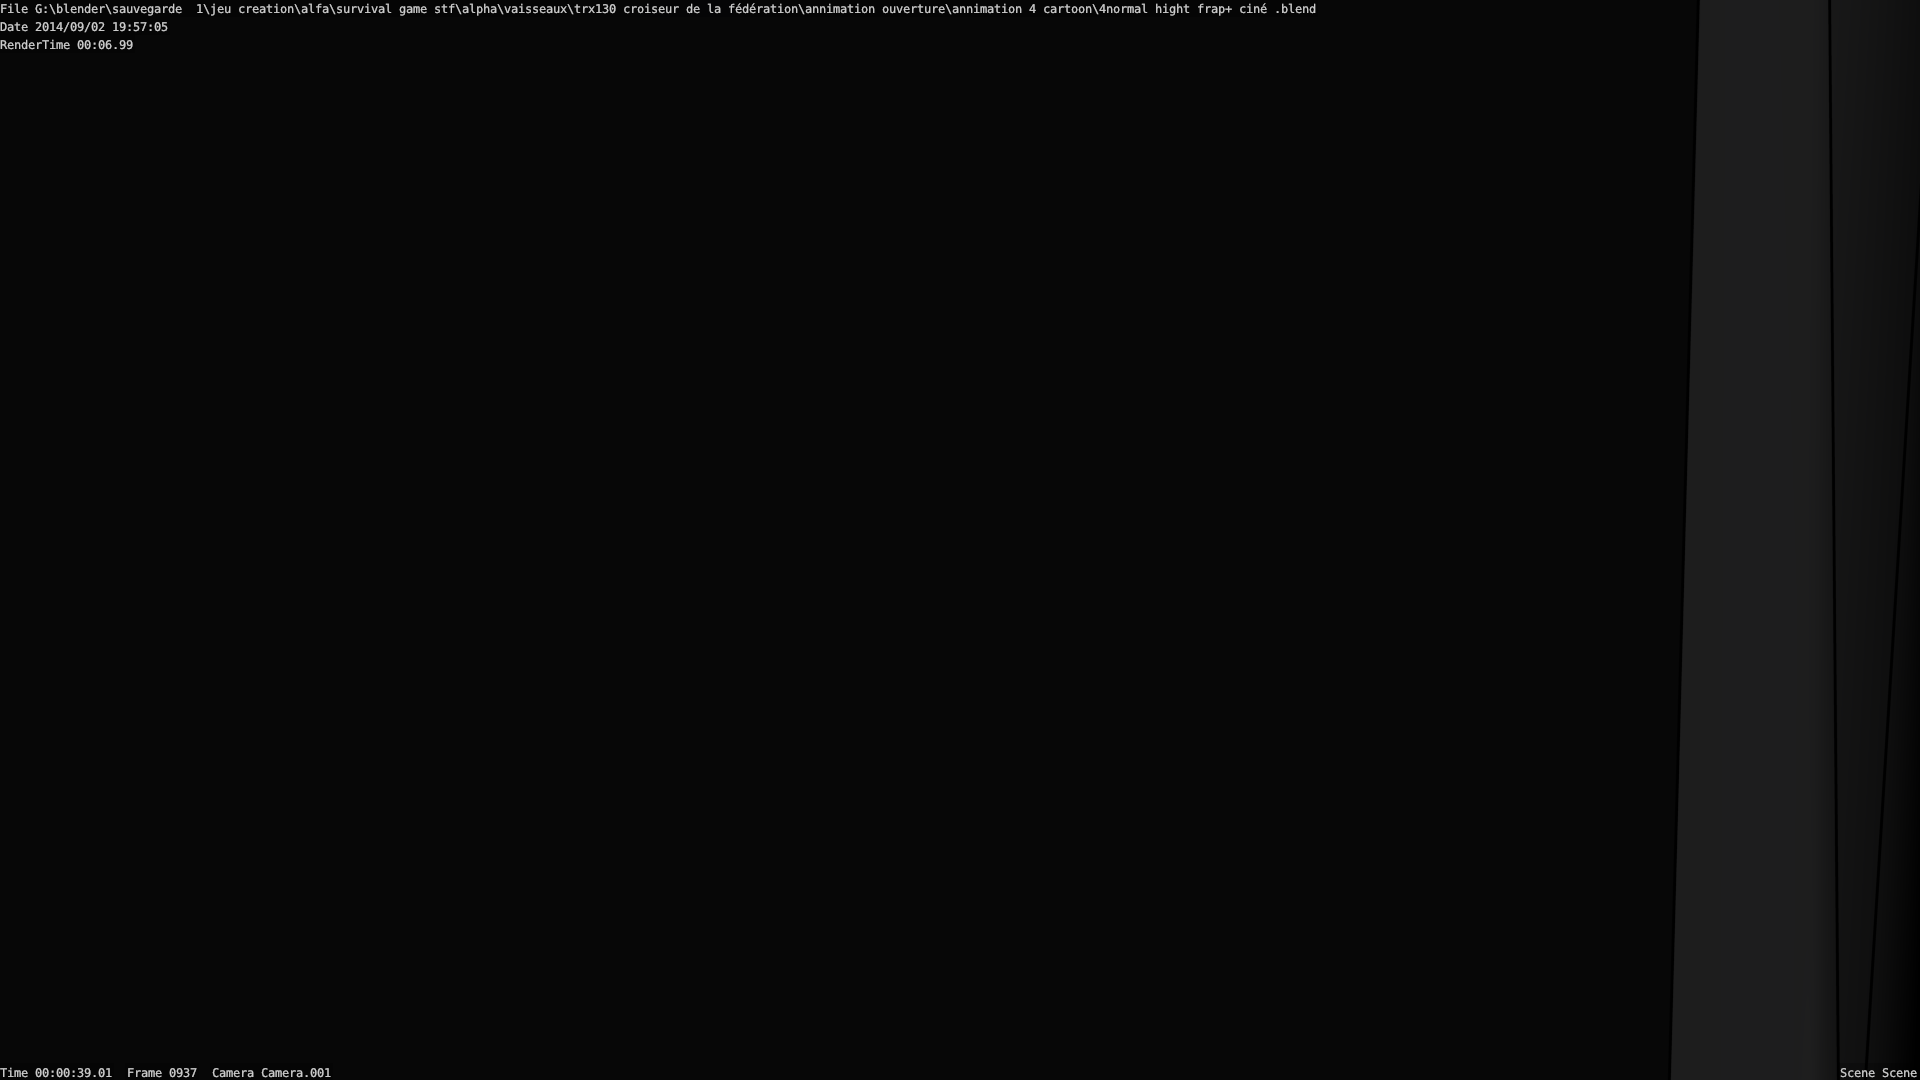 File G:\blender\sauvegarde  1\jeu creation\alfa\survival game stf\alpha\vaisseaux\trx130 croiseur de la fédération\annimation ouverture\annimation 4 cartoon\4normal hight frap+ ciné .blend
Date 2014/09/02 19:57:05
RenderTime 00:06.99
Time 00:00:39.01  Frame 0937  Camera Camera.001
Scene Scene